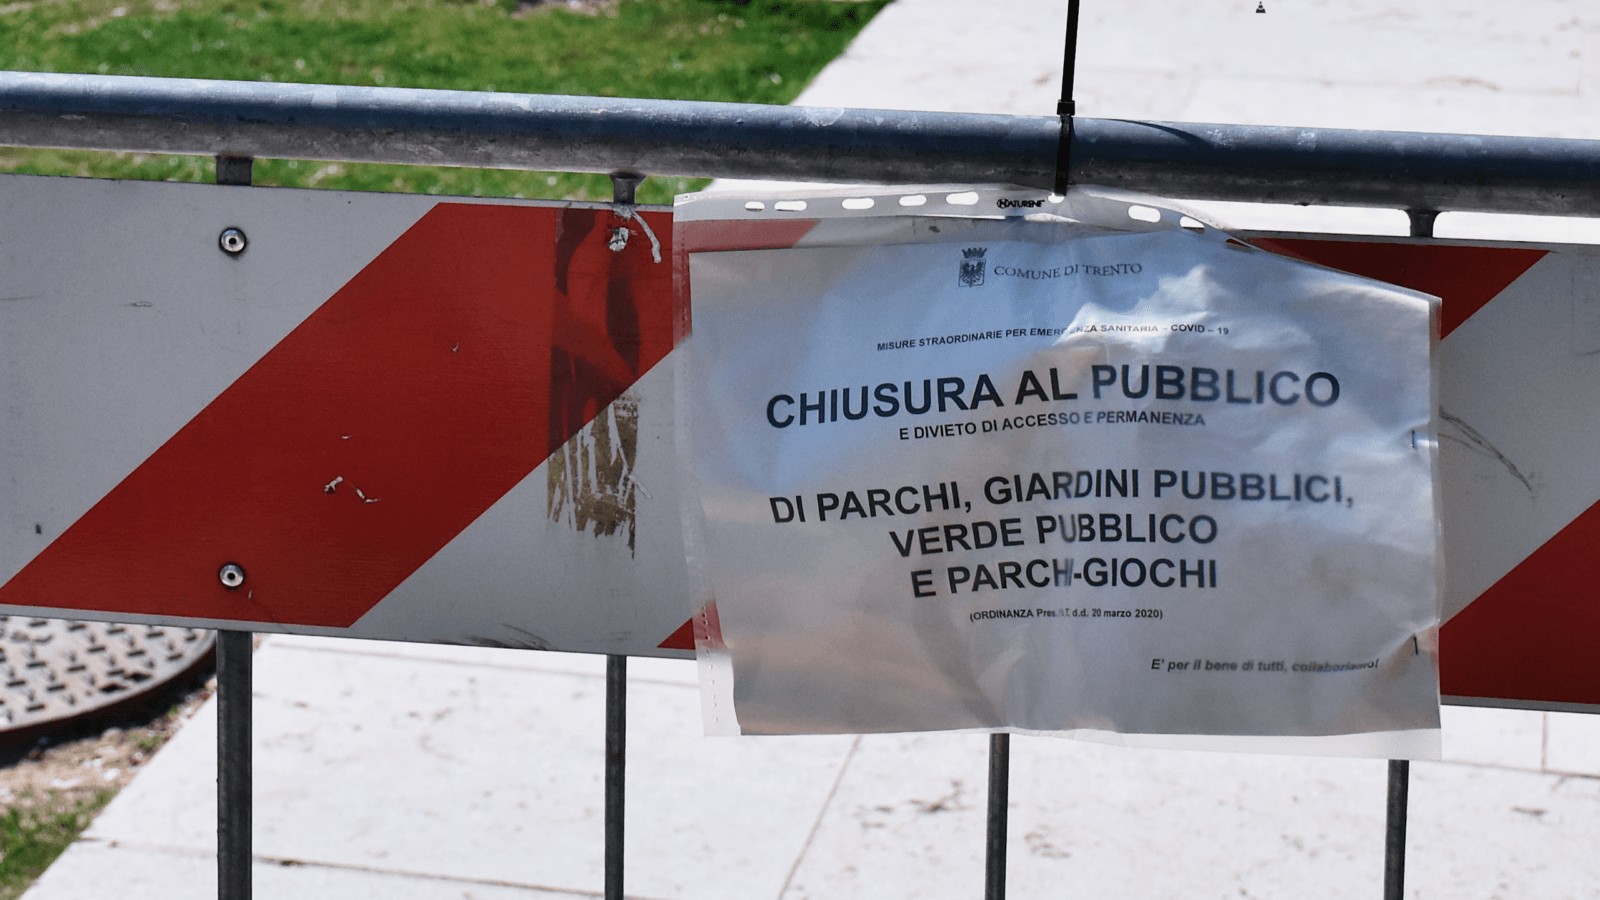 NATURENE
COMUNE DI TRENTO
MISURE STRAORDINARIE PER EMERGENZA SANITARIA – COVID – 19
CHIUSURA AL PUBBLICO
E DIVIETO DI ACCESSO E PERMANENZA
DI PARCHI, GIARDINI PUBBLICI,
VERDE PUBBLICO
E PARCHI-GIOCHI
(ORDINANZA d.d. 20 marzo 2020)
E' per il bene di tutti, collaboriamo!